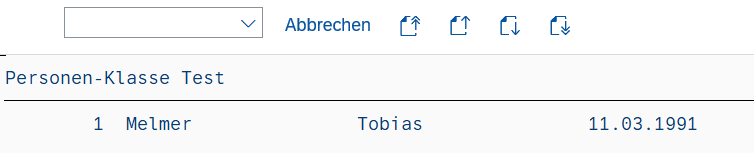 Abbrechen
Personen-Klasse Test
1 Melmer Tobias 11.03.1991